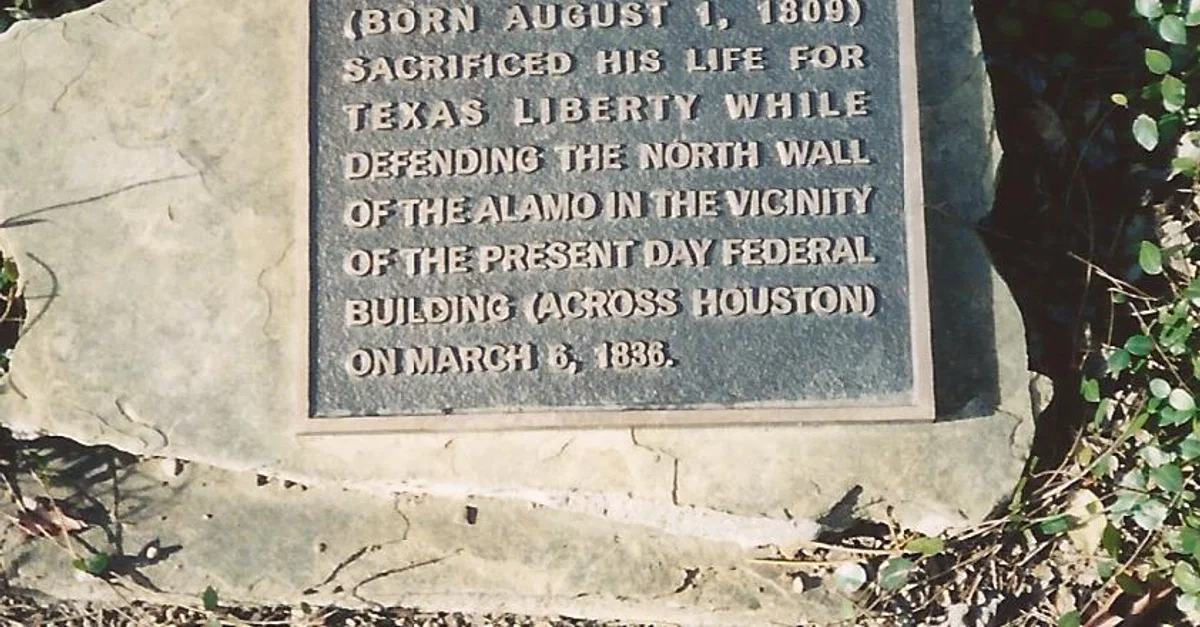 (BORN AUGUST 1, 1809)
SACRIFICED HIS LIFE FOR
TEXAS LIBERTY WHILE
DEFENDING THE NORTH WALL
OF THE ALAMO IN THE VICINITY
OF THE PRESENT DAY FEDERAL
BUILDING (ACROSS HOUSTON)
ON MARCH 6, 1836.